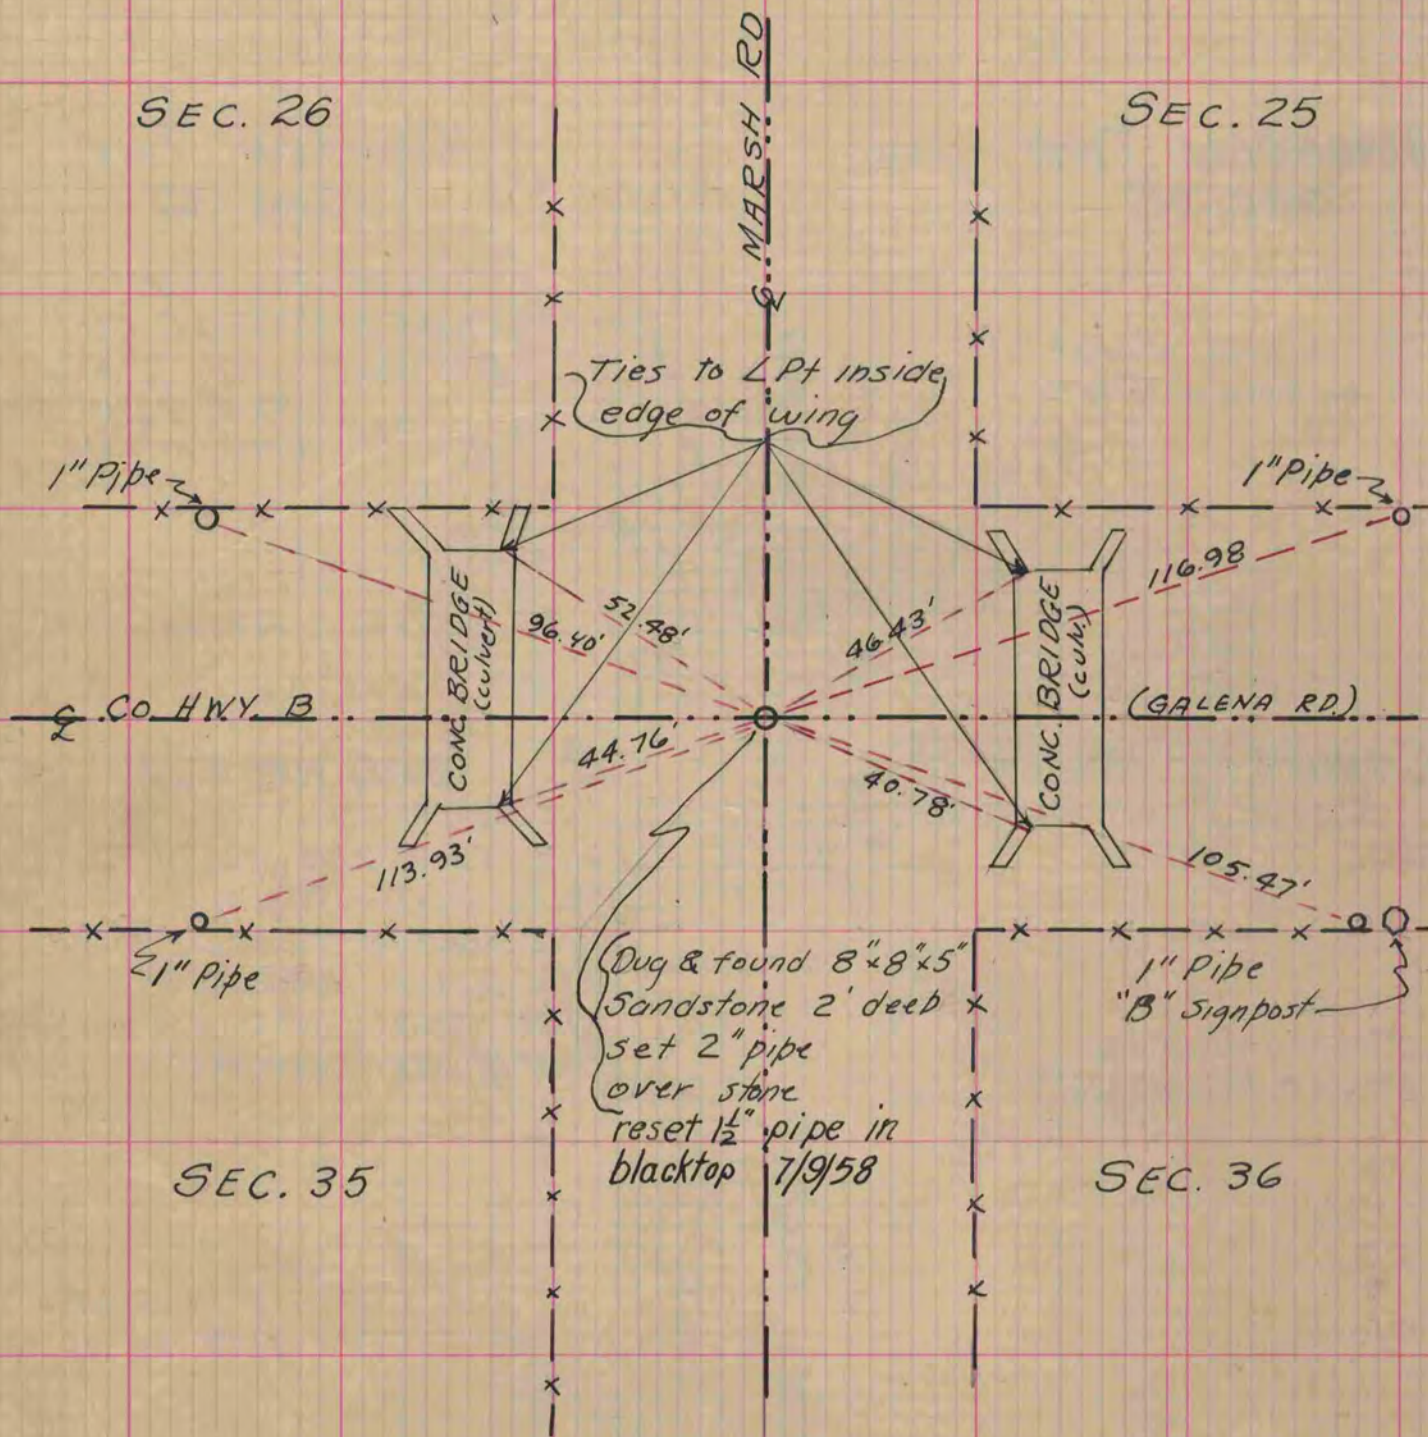 SEC. 26
℄ MARSH RD
SEC. 25
Ties to ∠ Pt inside
edge of wing
1" Pipe
1" Pipe
116.98
52.48'
96.40'
46.43'
CONC. BRIDGE
(culvert)
CONC. BRIDGE
(culv.)
℄ CO HWY B
(GALENA RD.)
44.76'
40.78'
113.93'
105.47'
1" Pipe
1" Pipe
"B" Signpost
Dug & found 8"x8"x5"
Sandstone 2' deep
set 2" pipe
over stone
reset 1½" pipe in
blacktop 7/9/58
SEC. 35
SEC. 36